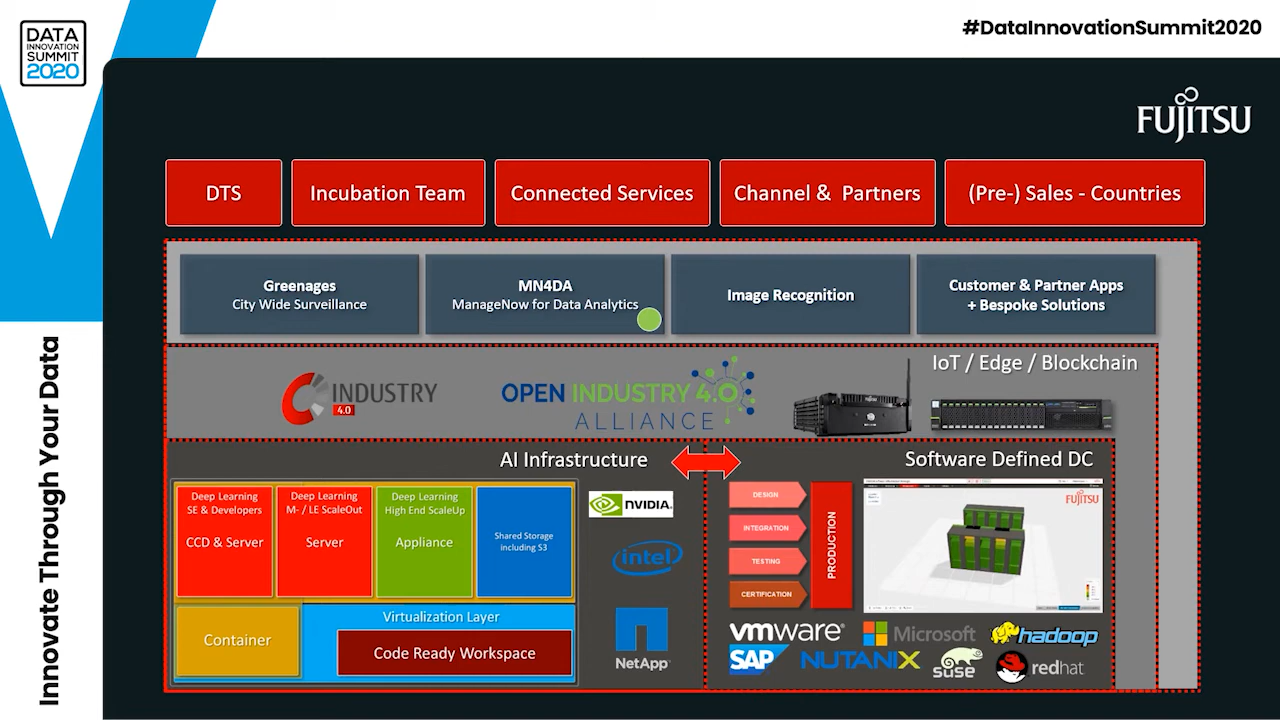 DATA
INNOVATION
SUMMIT
2020
#DataInnovationSummit2020
Innovate Through Your Data
FUJITSU
DTS
Incubation Team
Connected Services
Channel & Partners
(Pre-) Sales - Countries
Greenages
City Wide Surveillance
MN4DA
ManageNow for Data Analytics
Image Recognition
Customer & Partner Apps
+ Bespoke Solutions
INDUSTRY
4.0
OPEN INDUSTRY 4.0
ALLIANCE
IoT / Edge / Blockchain
AI Infrastructure
Software Defined DC
Deep Learning
SE & Developers
CCD & Server
Deep Learning
M- / LE ScaleOut
Server
Deep Learning
High End ScaleUp
Appliance
Shared Storage
including S3
Container
Virtualization Layer
Code Ready Workspace
NVIDIA.
intel
NetApp
DESIGN
INTEGRATION
TESTING
CERTIFICATION
PRODUCTION
FUJITSU
vmware
Microsoft
hadoop
SAP
NUTANIX
SUSE
redhat